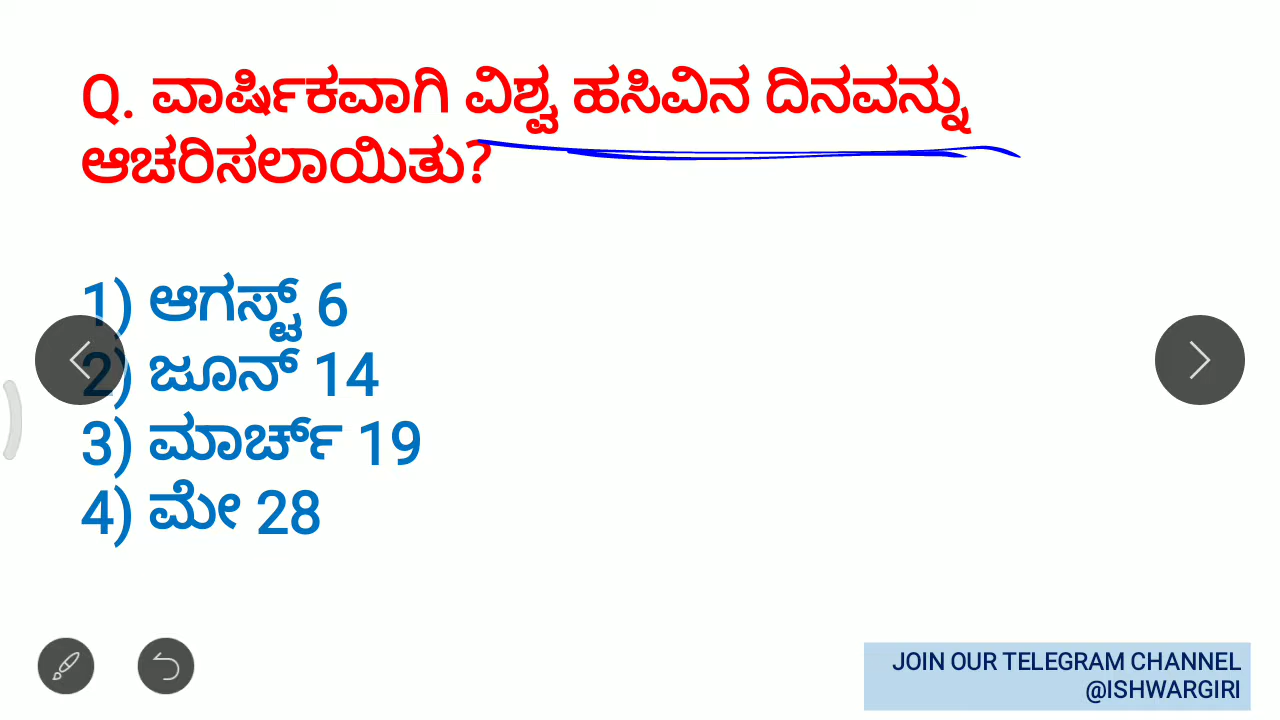 Q. ವಾರ್ಷಿಕವಾಗಿ ವಿಶ್ವ ಹಸಿವಿನ ದಿನವನ್ನು
ಆಚರಿಸಲಾಯಿತು?
1) ಆಗಸ್ಟ್ 6
2) ಜೂನ್ 14
3) ಮಾರ್ಚ್ 19
4) ಮೇ 28
JOIN OUR TELEGRAM CHANNEL
@ISHWARGIRI